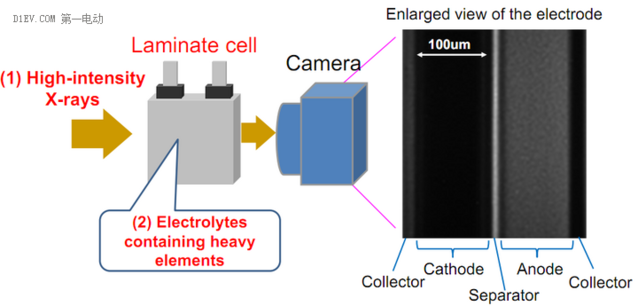 D1EV.COM 第一电动
Enlarged view of the electrode
Laminate cell
Camera
(1) High-intensity
X-rays
100um
(2) Electrolytes
containing heavy
elements
Collector
Cathode
Separator
Anode
Collector